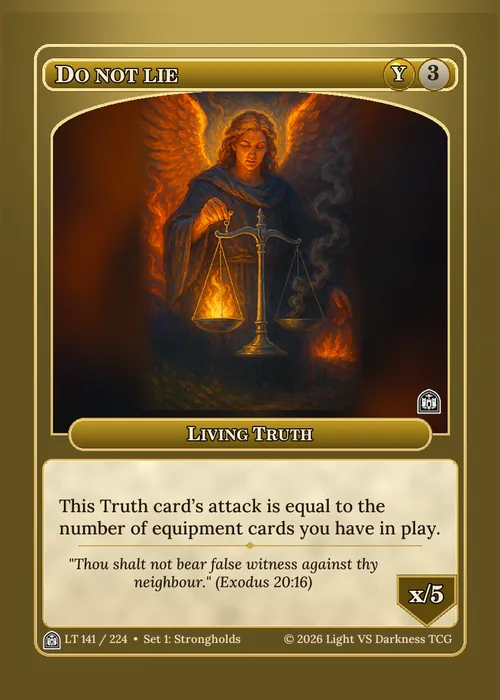 Do not lie
Y 3
Living Truth
This Truth card's attack is equal to the
number of equipment cards you have in play.
"Thou shalt not bear false witness against thy
neighbour." (Exodus 20:16)
x/5
LT 141 / 224 • Set 1: Strongholds © 2026 Light VS Darkness TCG